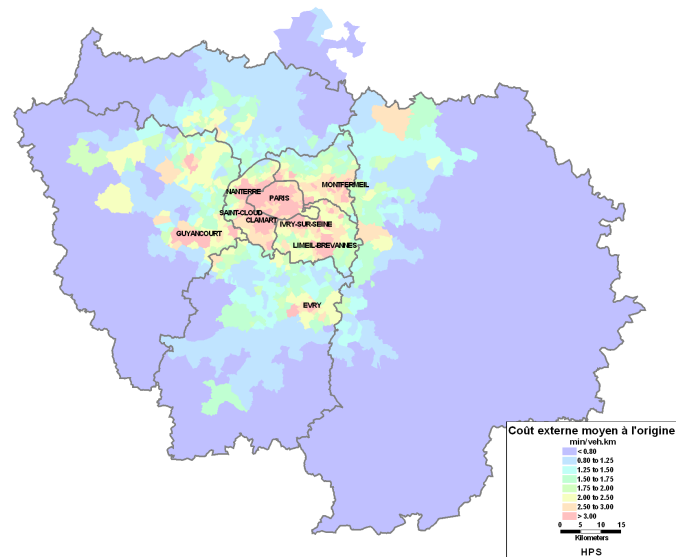 MONTFERMEIL
NANTERRE
PARIS
SAINT-CLOUD
CLAMART
IVRY-SUR-SEINE
GUYANCOURT
LIMEIL-BREVANNES
EVRY
Coût externe moyen à l'origine
min/veh.km
< 0.80
0.80 to 1.25
1.25 to 1.50
1.50 to 1.75
1.75 to 2.00
2.00 to 2.50
2.50 to 3.00
> 3.00
0 5 10 15
Kilometers
HPS